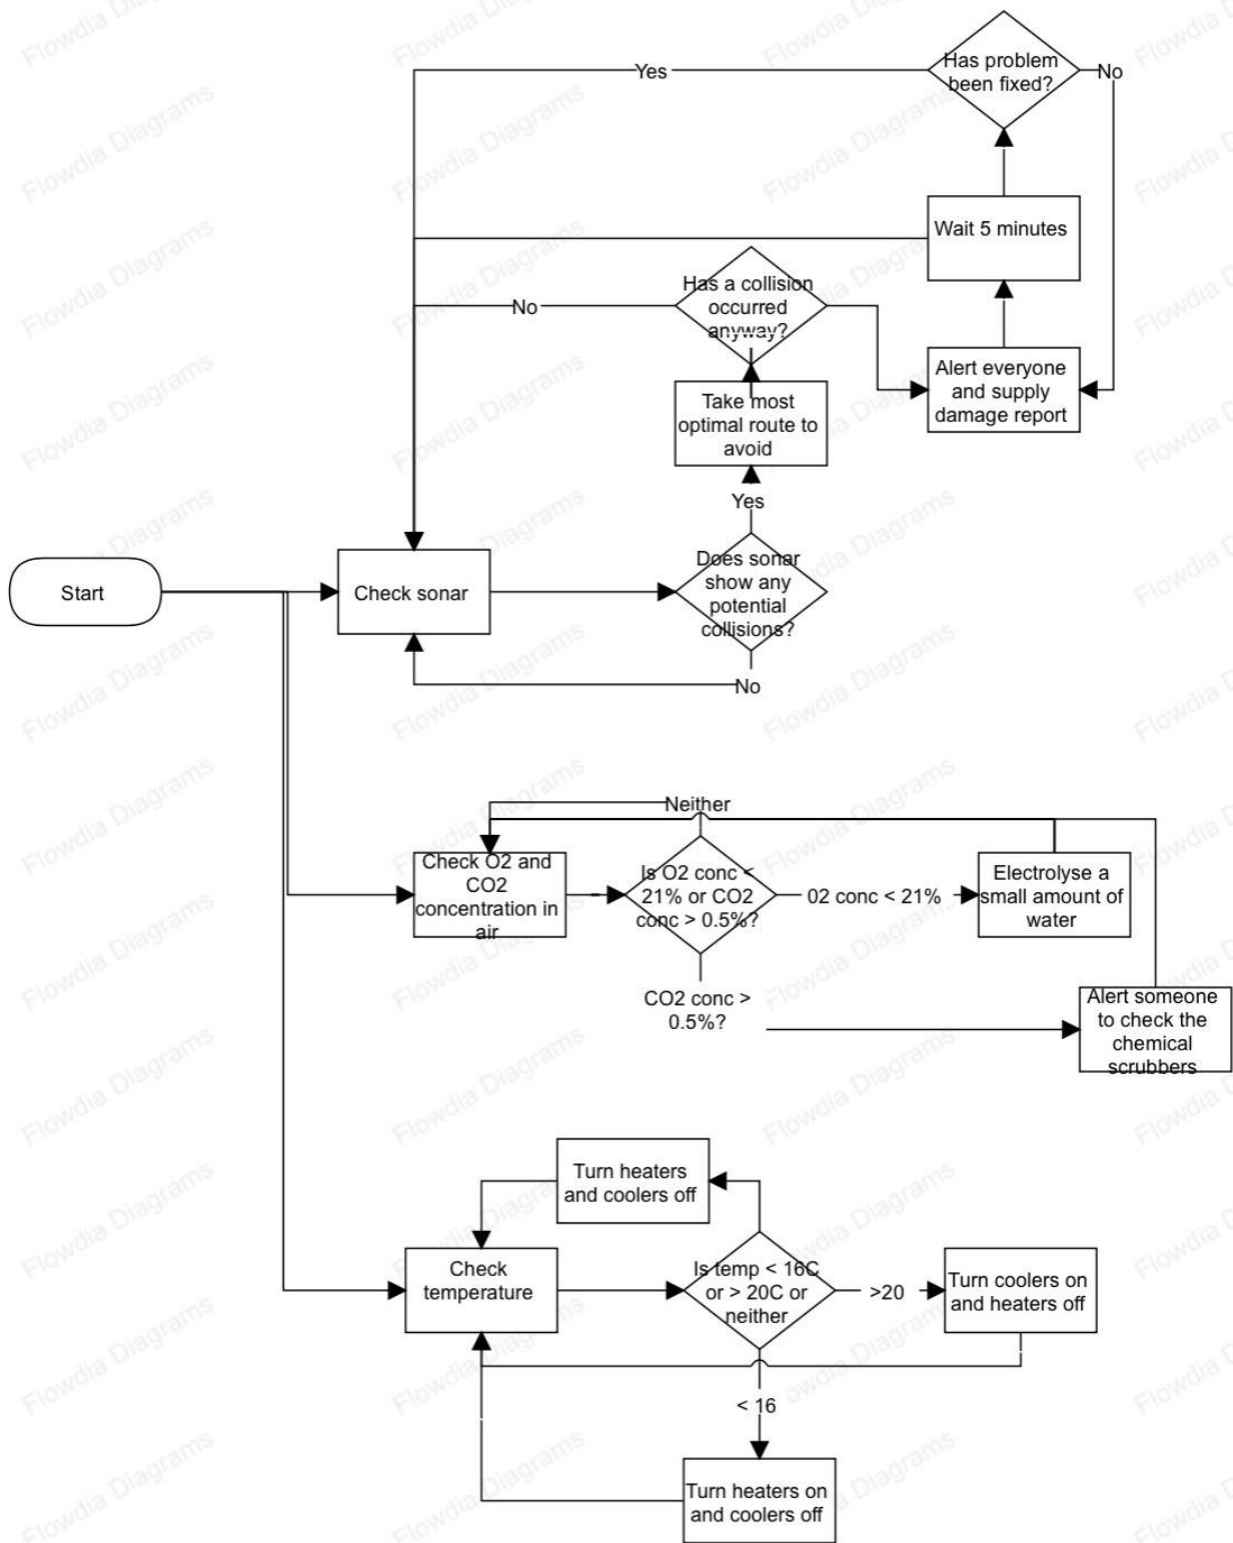 Has problem
been fixed?
Yes
No
Wait 5 minutes
Has a collision
occurred
anyway?
No
Alert everyone
and supply
damage report
Take most
optimal route to
avoid
Yes
Start
Check sonar
Does sonar
show any
potential
collisions?
No
Neither
Check O2 and
CO2
concentration in
air
Is O2 conc <
21% or CO2
conc > 0.5%?
02 conc < 21%
Electrolyse a
small amount of
water
CO2 conc >
0.5%?
Alert someone
to check the
chemical
scrubbers
Turn heaters
and coolers off
Check
temperature
Is temp < 16C
or > 20C or
neither
>20
Turn coolers on
and heaters off
< 16
Turn heaters on
and coolers off
Flowdia Diagrams